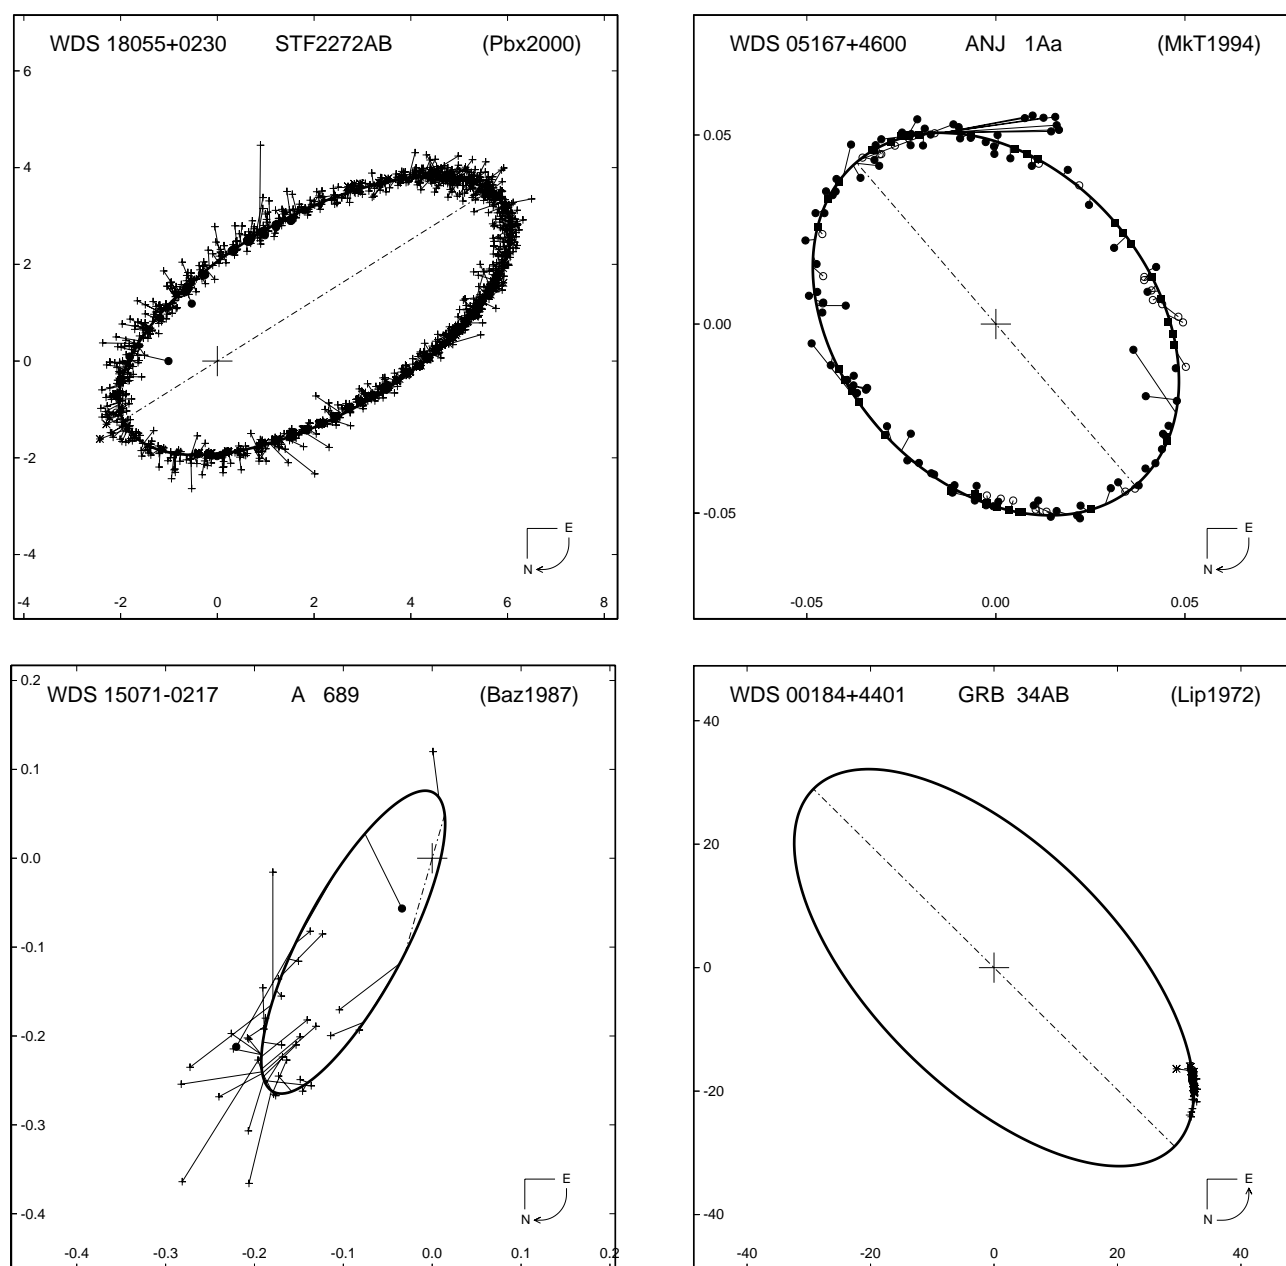 WDS 18055+0230 STF2272AB (Pbx2000)
6
4
2
0
-2
-4
E
N
-4 -2 0 2 4 6 8
WDS 05167+4600 ANJ 1Aa (MkT1994)
0.05
0.00
-0.05
E
N
-0.05 0.00 0.05
WDS 15071-0217 A 689 (Baz1987)
0.2
0.1
0.0
-0.1
-0.2
-0.3
-0.4
E
N
-0.4 -0.3 -0.2 -0.1 0.0 0.1 0.2
WDS 00184+4401 GRB 34AB (Lip1972)
40
20
0
-20
-40
E
N
-40 -20 0 20 40